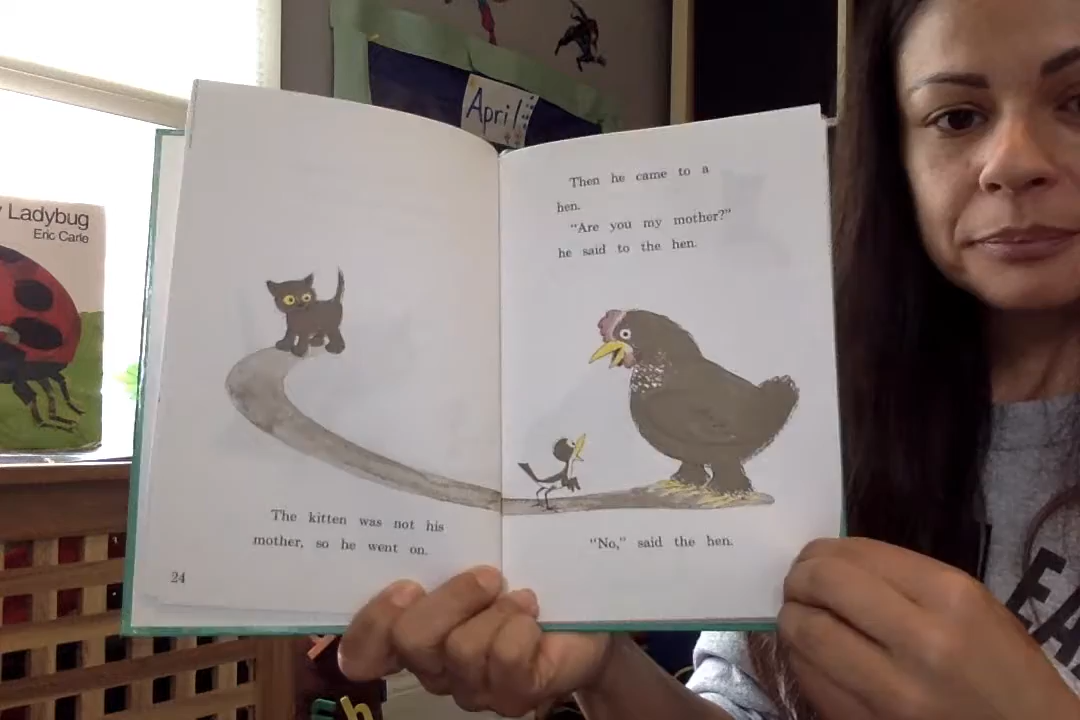 April
Ladybug
Eric Carle
The kitten was not his
mother, so he went on.
24
Then he came to a
hen.
"Are you my mother?"
he said to the hen.
"No," said the hen.